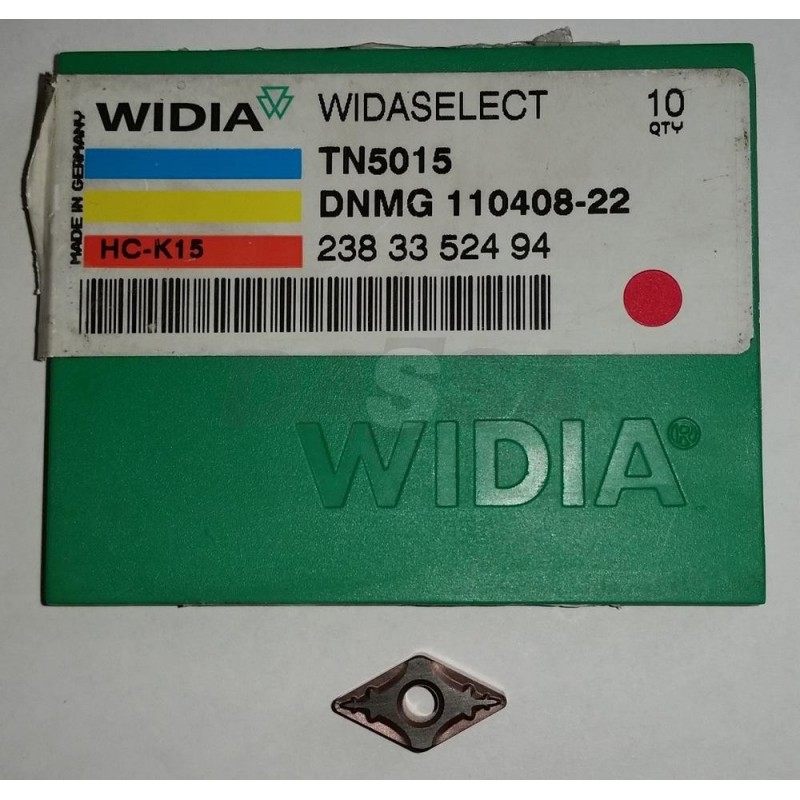 WIDIA
WIDASELECT
10
QTY
TN5015
DNMG 110408-22
HC-K15
238 33 524 94
MADE IN GERMANY
WIDIA®